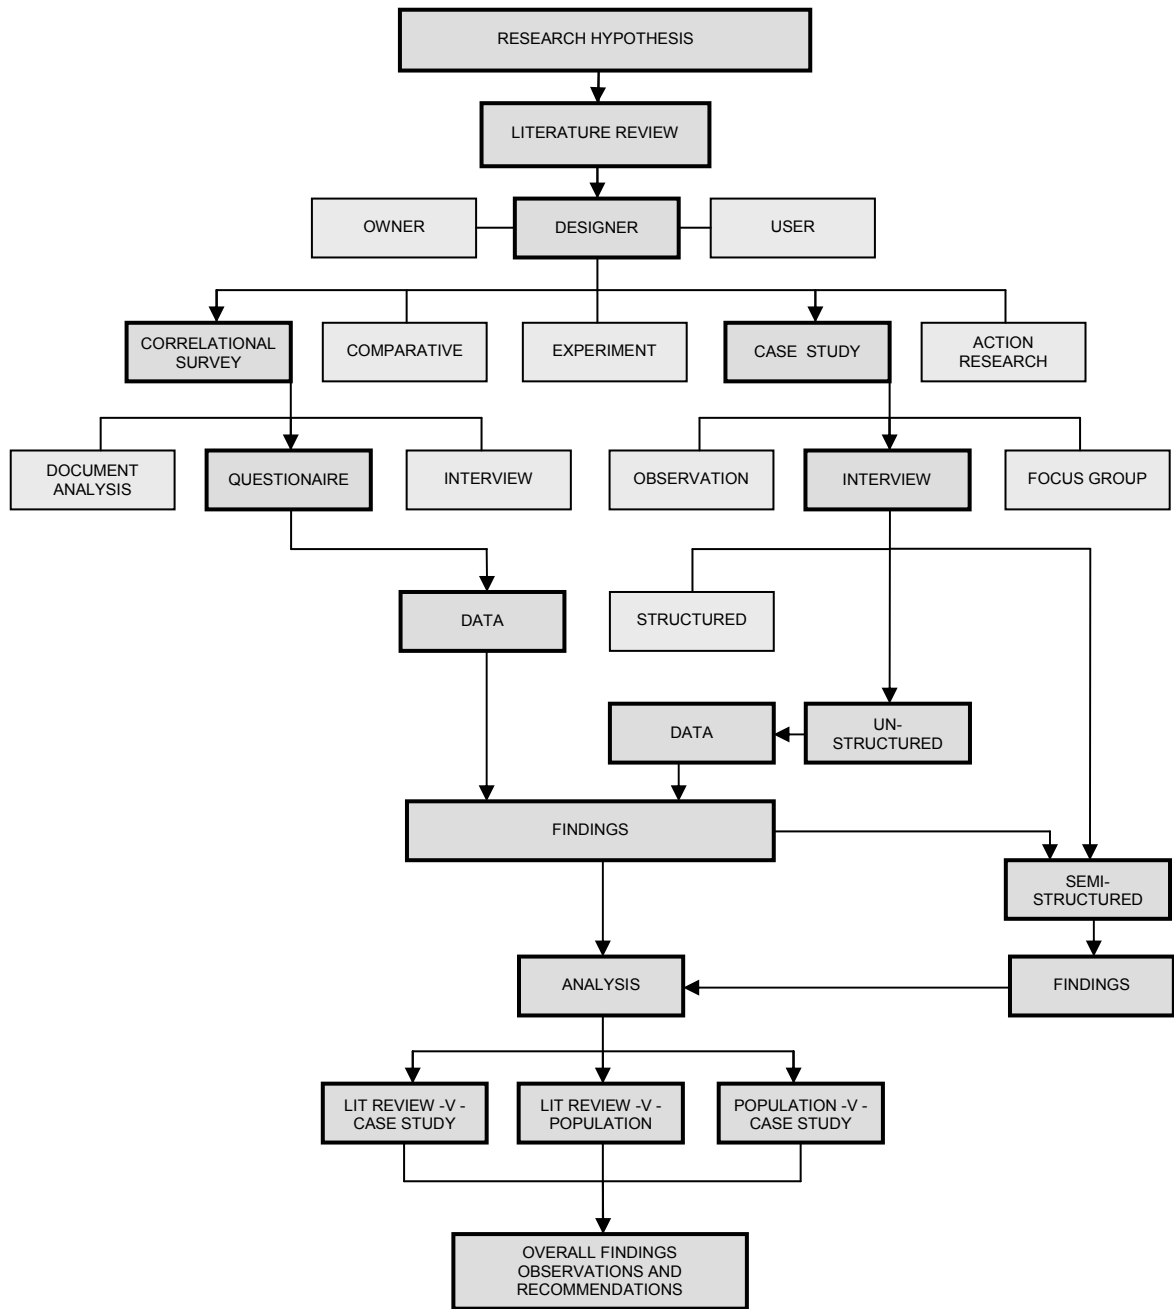 RESEARCH HYPOTHESIS
LITERATURE REVIEW
OWNER
DESIGNER
USER
CORRELATIONAL
SURVEY
COMPARATIVE
EXPERIMENT
CASE STUDY
ACTION
RESEARCH
DOCUMENT
ANALYSIS
QUESTIONAIRE
INTERVIEW
OBSERVATION
INTERVIEW
FOCUS GROUP
DATA
STRUCTURED
DATA
UN-
STRUCTURED
FINDINGS
SEMI-
STRUCTURED
ANALYSIS
FINDINGS
LIT REVIEW -V -
CASE STUDY
LIT REVIEW -V -
POPULATION
POPULATION -V -
CASE STUDY
OVERALL FINDINGS
OBSERVATIONS AND
RECOMMENDATIONS